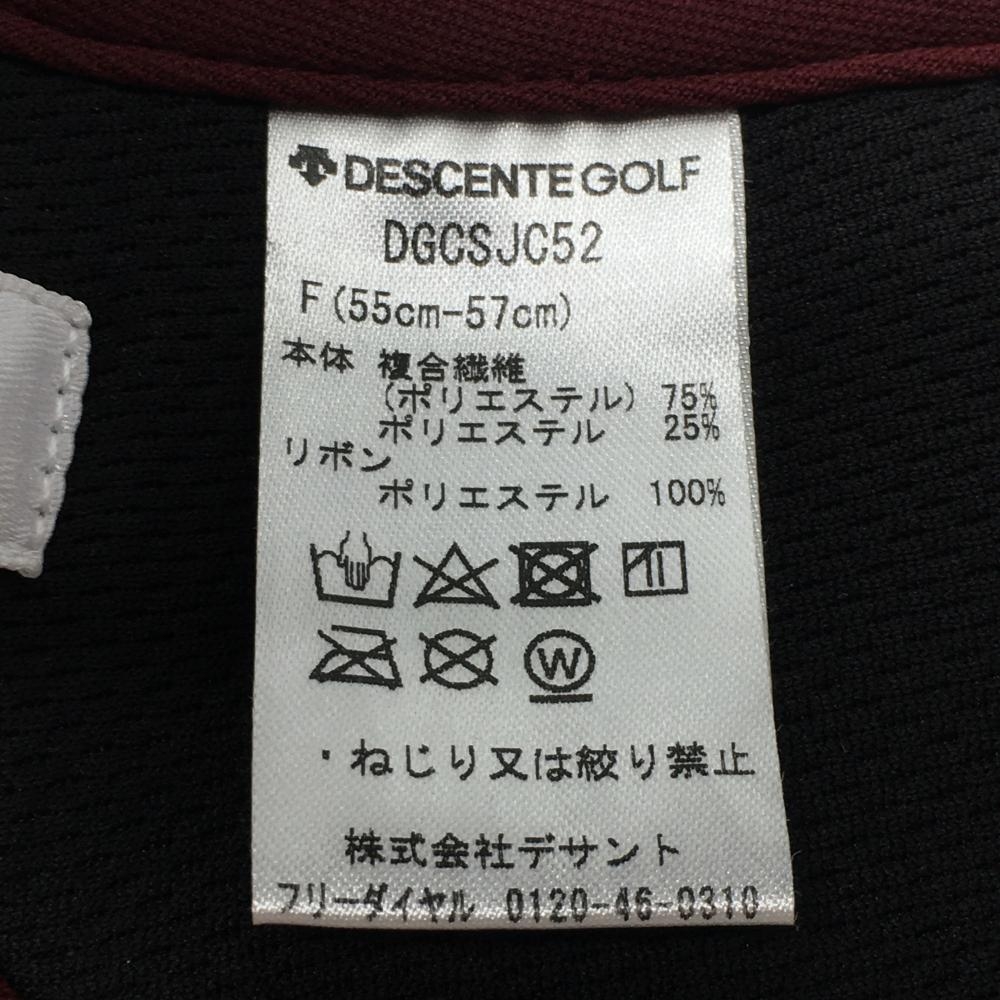 DESCENTE GOLF
DGCSJC52
F(55cm-57cm)
本体 複合繊維
(ポリエステル) 75%
ポリエステル 25%
リボン
ポリエステル 100%
W
・ねじり又は絞り禁止
株式会社デサント
フリーダイヤル 0120-46-0310